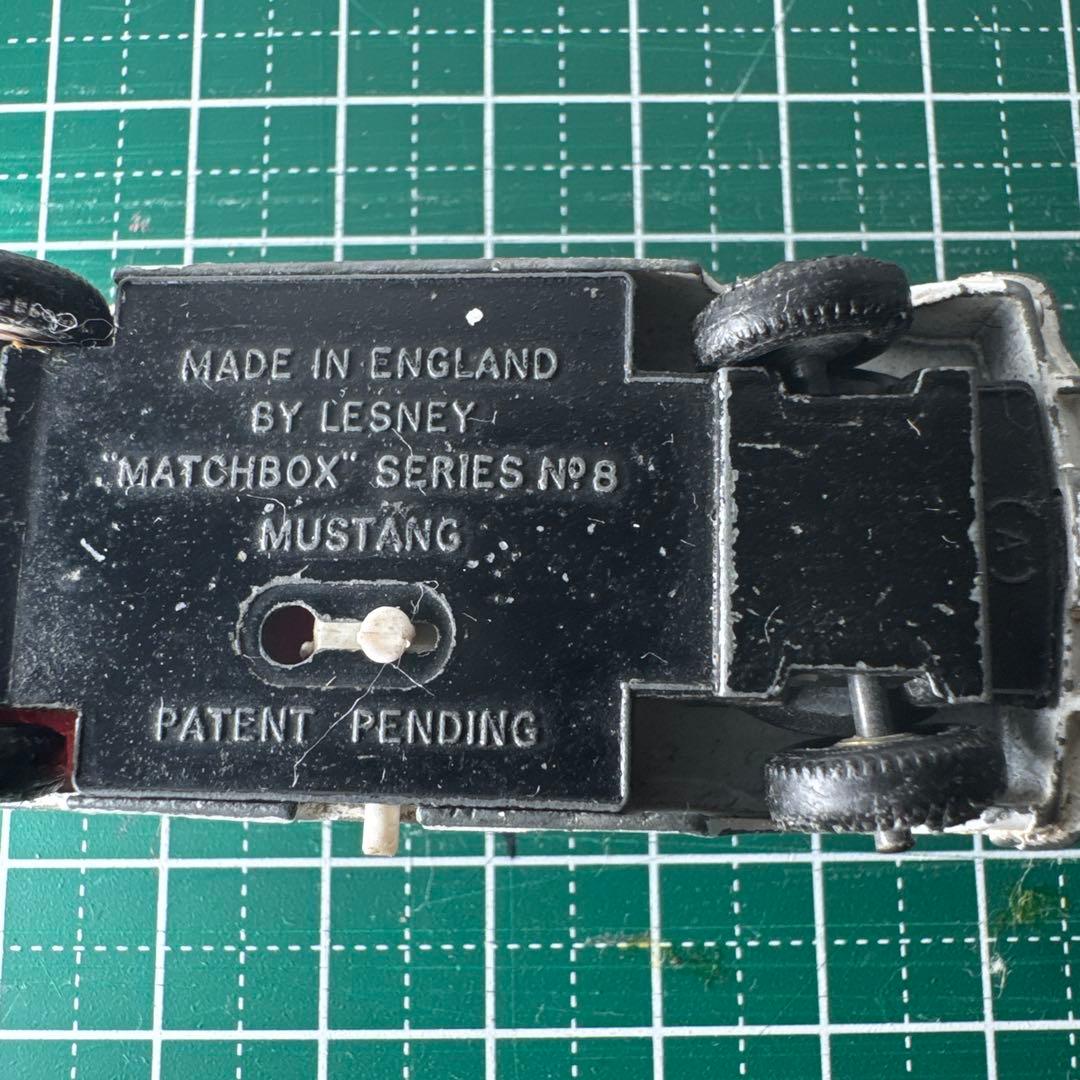 MADE IN ENGLAND
BY LESNEY
"MATCHBOX" SERIES Nº8
MUSTANG
PATENT PENDING